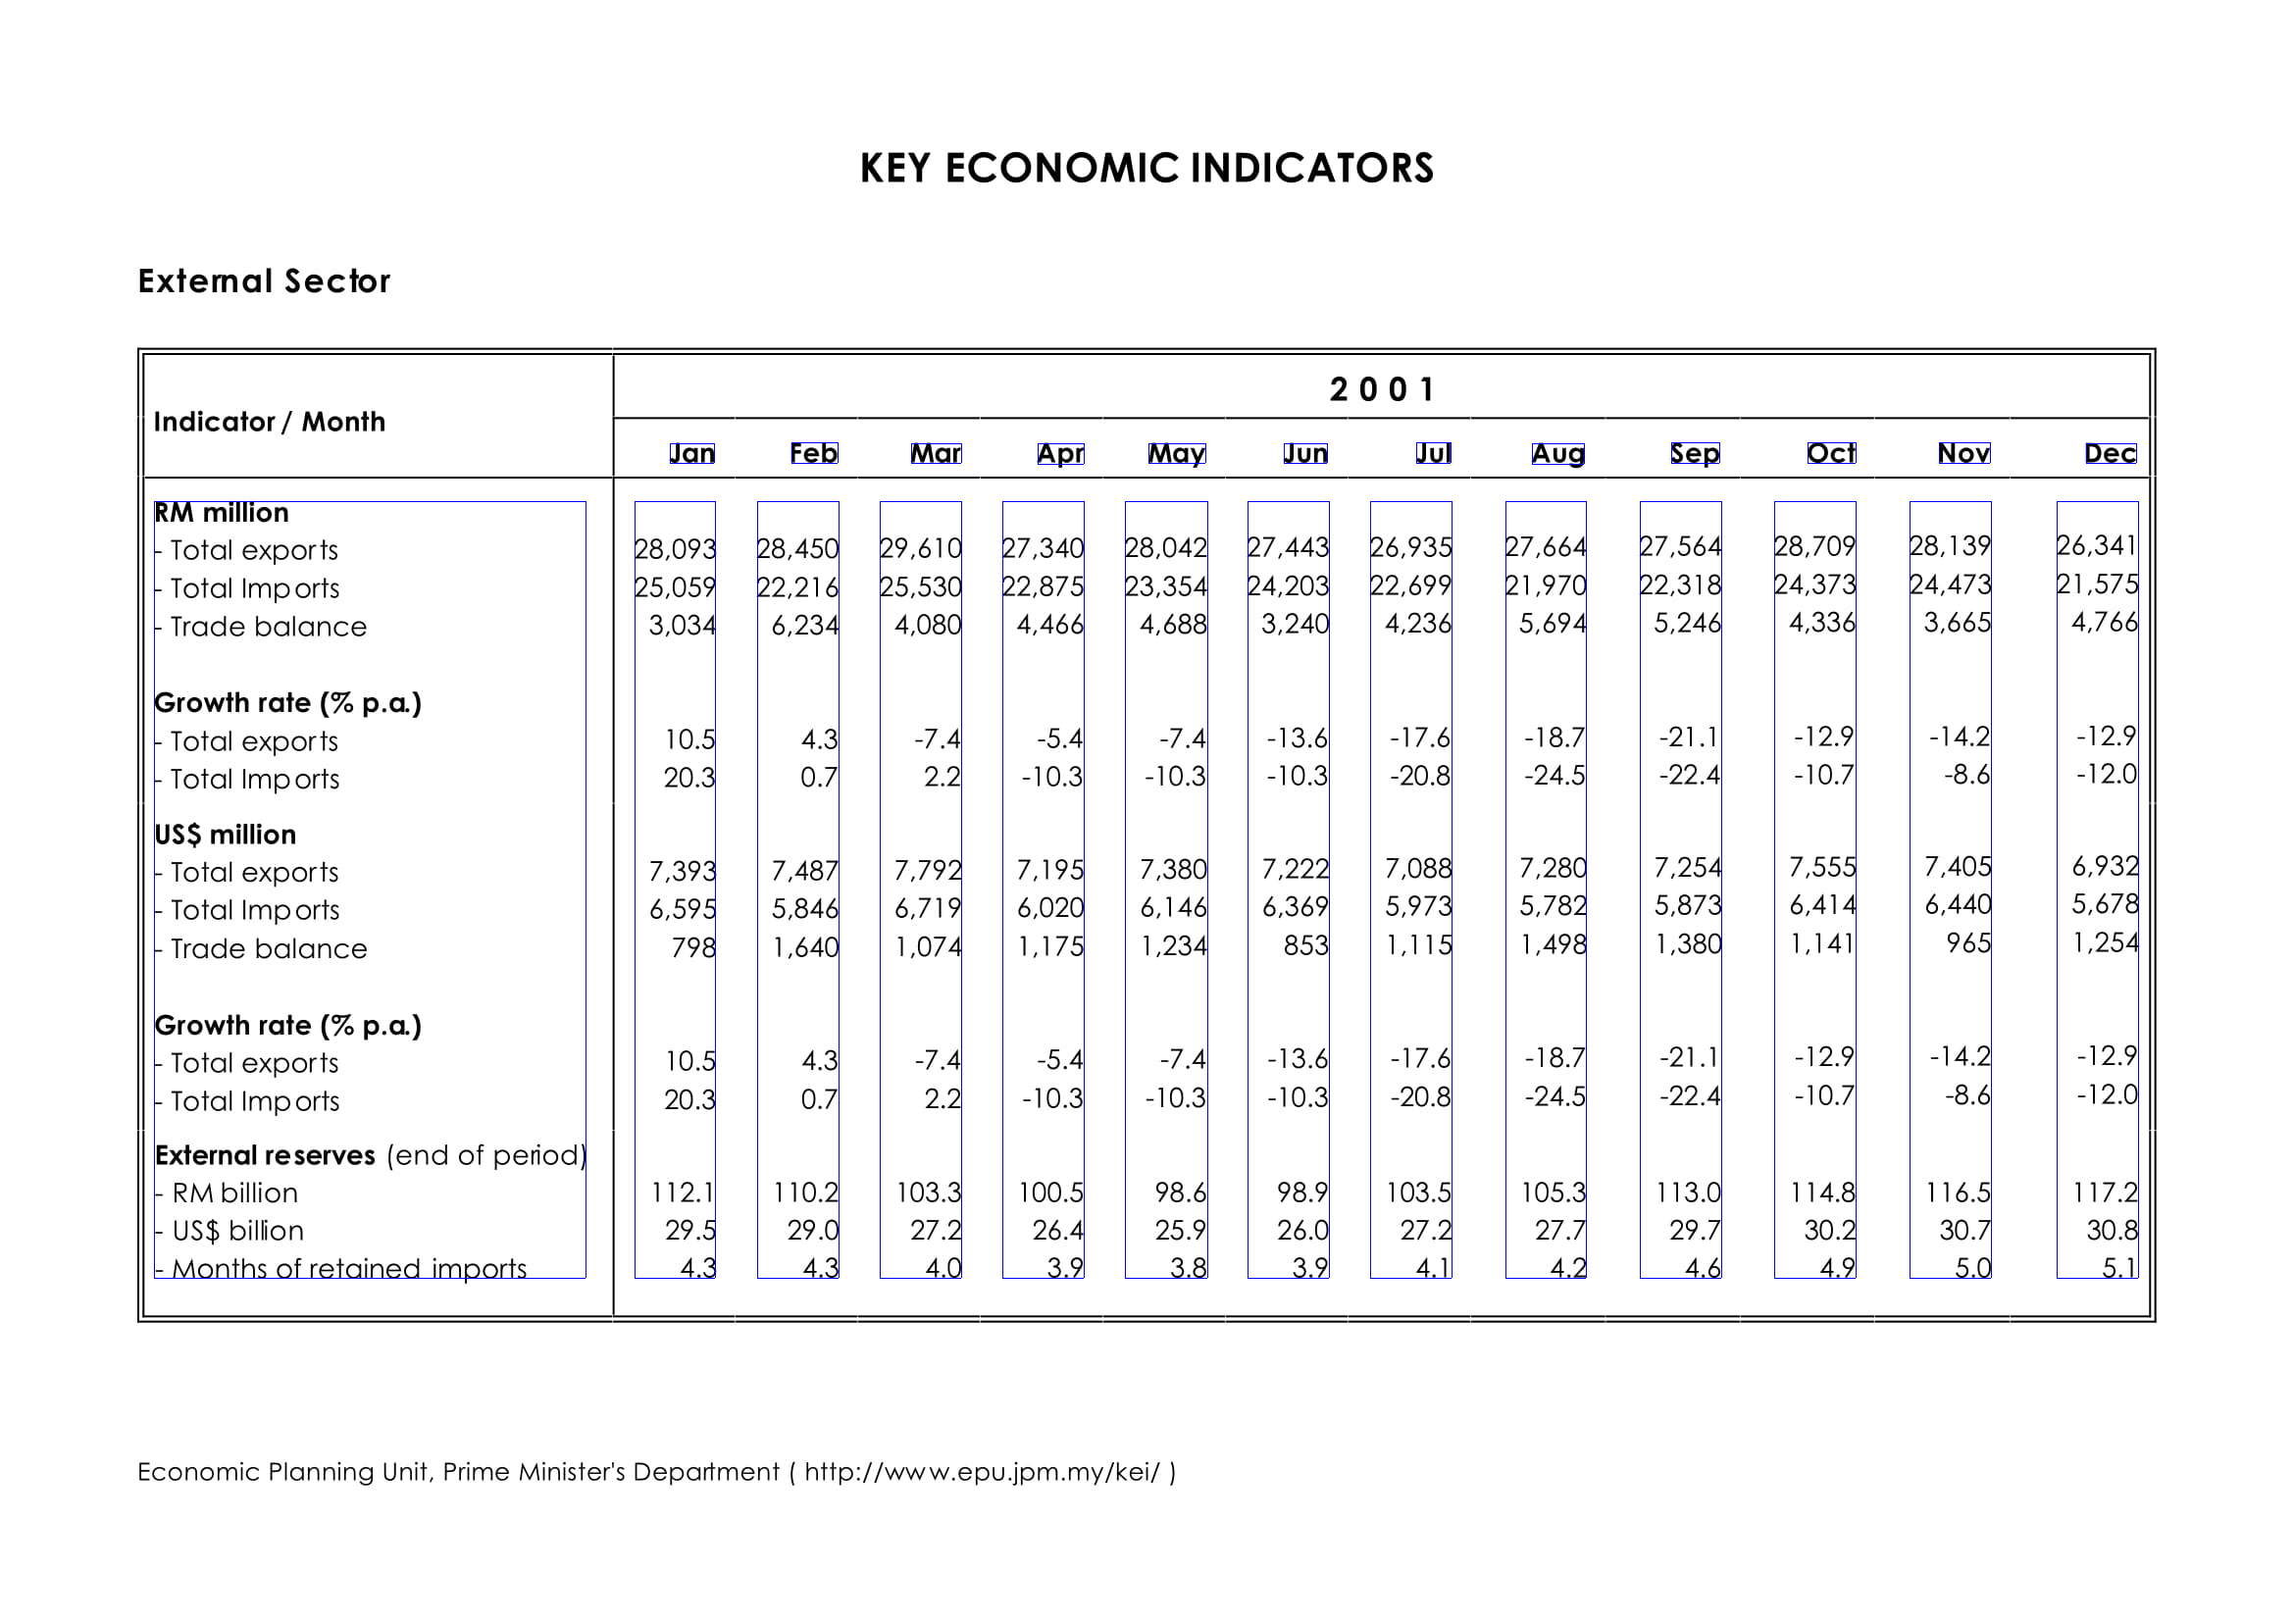 KEY ECONOMIC INDICATORS
External Sector
2 0 0 1
Indicator / Month
Jan Feb Mar Apr May Jun Jul Aug Sep Oct Nov Dec
RM million
- Total exports 28,093 28,450 29,610 27,340 28,042 27,443 26,935 27,664 27,564 28,709 28,139 26,341
- Total Imports 25,059 22,216 25,530 22,875 23,354 24,203 22,699 21,970 22,318 24,373 24,473 21,575
- Trade balance 3,034 6,234 4,080 4,466 4,688 3,240 4,236 5,694 5,246 4,336 3,665 4,766
Growth rate (% p.a.)
- Total exports 10.5 4.3 -7.4 -5.4 -7.4 -13.6 -17.6 -18.7 -21.1 -12.9 -14.2 -12.9
- Total Imports 20.3 0.7 2.2 -10.3 -10.3 -10.3 -20.8 -24.5 -22.4 -10.7 -8.6 -12.0
US$ million
- Total exports 7,393 7,487 7,792 7,195 7,380 7,222 7,088 7,280 7,254 7,555 7,405 6,932
- Total Imports 6,595 5,846 6,719 6,020 6,146 6,369 5,973 5,782 5,873 6,414 6,440 5,678
- Trade balance 798 1,640 1,074 1,175 1,234 853 1,115 1,498 1,380 1,141 965 1,254
Growth rate (% p.a.)
- Total exports 10.5 4.3 -7.4 -5.4 -7.4 -13.6 -17.6 -18.7 -21.1 -12.9 -14.2 -12.9
- Total Imports 20.3 0.7 2.2 -10.3 -10.3 -10.3 -20.8 -24.5 -22.4 -10.7 -8.6 -12.0
External reserves (end of period)
- RM billion 112.1 110.2 103.3 100.5 98.6 98.9 103.5 105.3 113.0 114.8 116.5 117.2
- US$ billion 29.5 29.0 27.2 26.4 25.9 26.0 27.2 27.7 29.7 30.2 30.7 30.8
- Months of retained imports 4.3 4.3 4.0 3.9 3.8 3.9 4.1 4.2 4.6 4.9 5.0 5.1
Economic Planning Unit, Prime Minister's Department ( http://www.epu.jpm.my/kei/ )